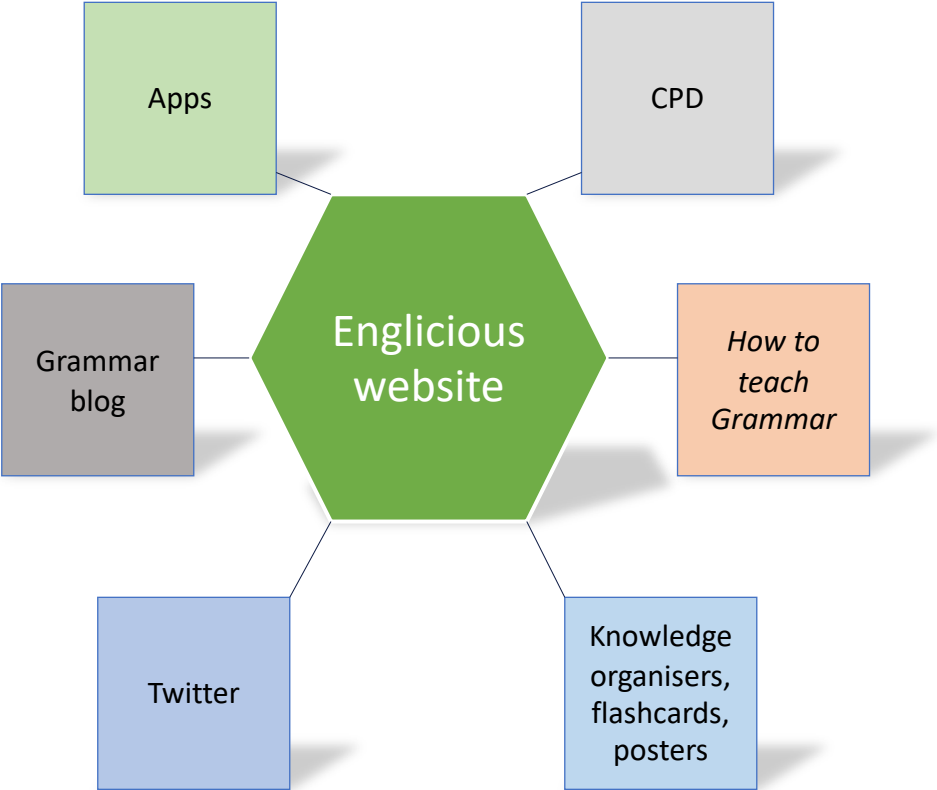 Apps
CPD
Englicious
website
Grammar
blog
How to
teach
Grammar
Twitter
Knowledge
organisers,
flashcards,
posters